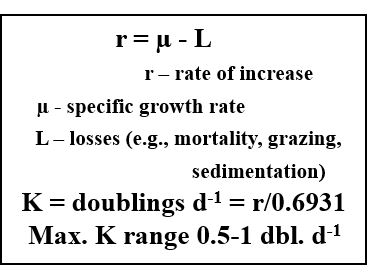 r = µ - L
r – rate of increase
µ - specific growth rate
L – losses (e.g., mortality, grazing,
sedimentation)
K = doublings d⁻¹ = r/0.6931
Max. K range 0.5-1 dbl. d⁻¹